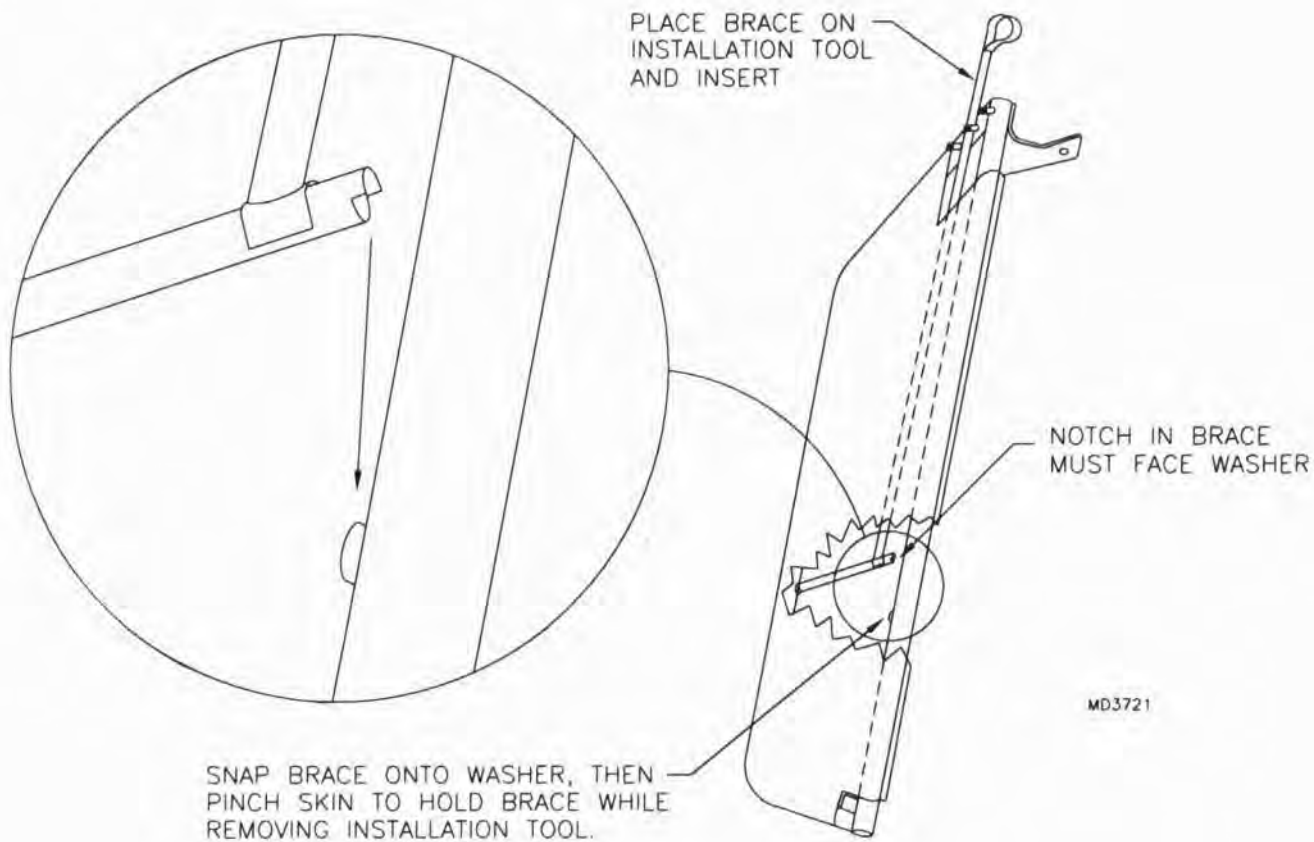 PLACE BRACE ON
INSTALLATION TOOL
AND INSERT
NOTCH IN BRACE
MUST FACE WASHER
MD3721
SNAP BRACE ONTO WASHER, THEN
PINCH SKIN TO HOLD BRACE WHILE
REMOVING INSTALLATION TOOL.